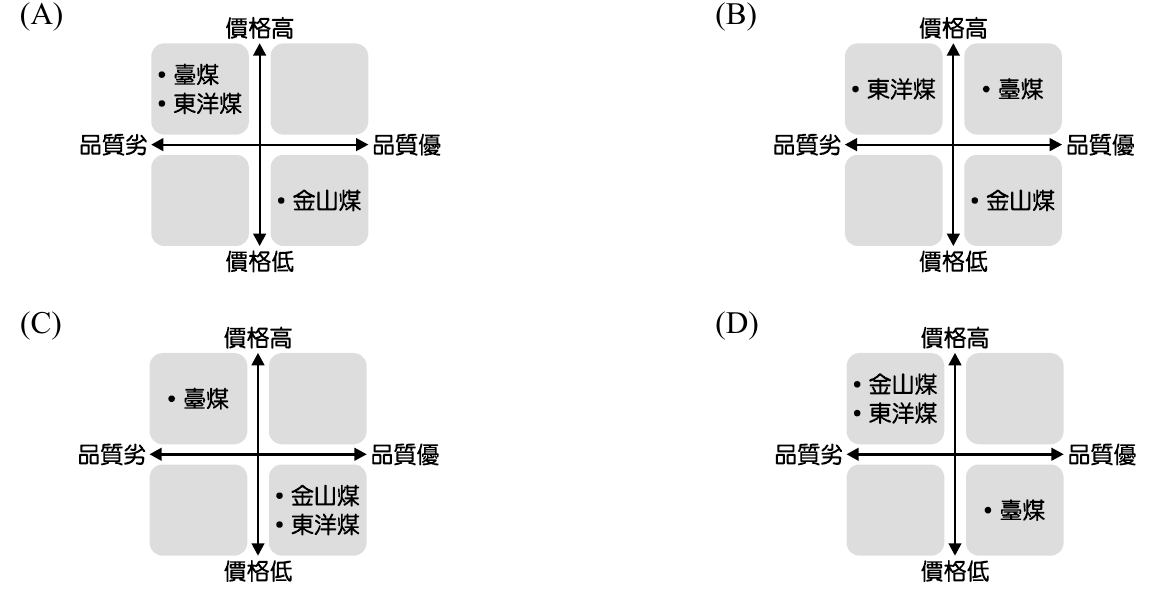 (A)
價格高
• 臺煤
• 東洋煤
品質劣
品質優
• 金山煤
價格低
(B)
價格高
• 東洋煤
• 臺煤
品質劣
品質優
• 金山煤
價格低
(C)
價格高
• 臺煤
品質劣
品質優
• 金山煤
• 東洋煤
價格低
(D)
價格高
• 金山煤
• 東洋煤
品質劣
品質優
• 臺煤
價格低